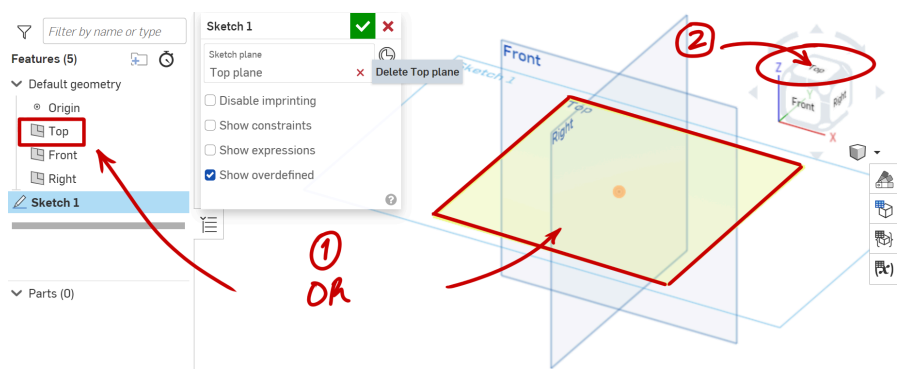 Filter by name or type
Features (5)
Default geometry
Origin
Top
Front
Right
Sketch 1
Parts (0)
Sketch 1
Sketch plane
Top plane
Delete Top plane
Disable imprinting
Show constraints
Show expressions
Show overdefined
1
OR
Front
Sketch 1
Top
Right
2
Top
Z
Y
Front
Right
X
(x)